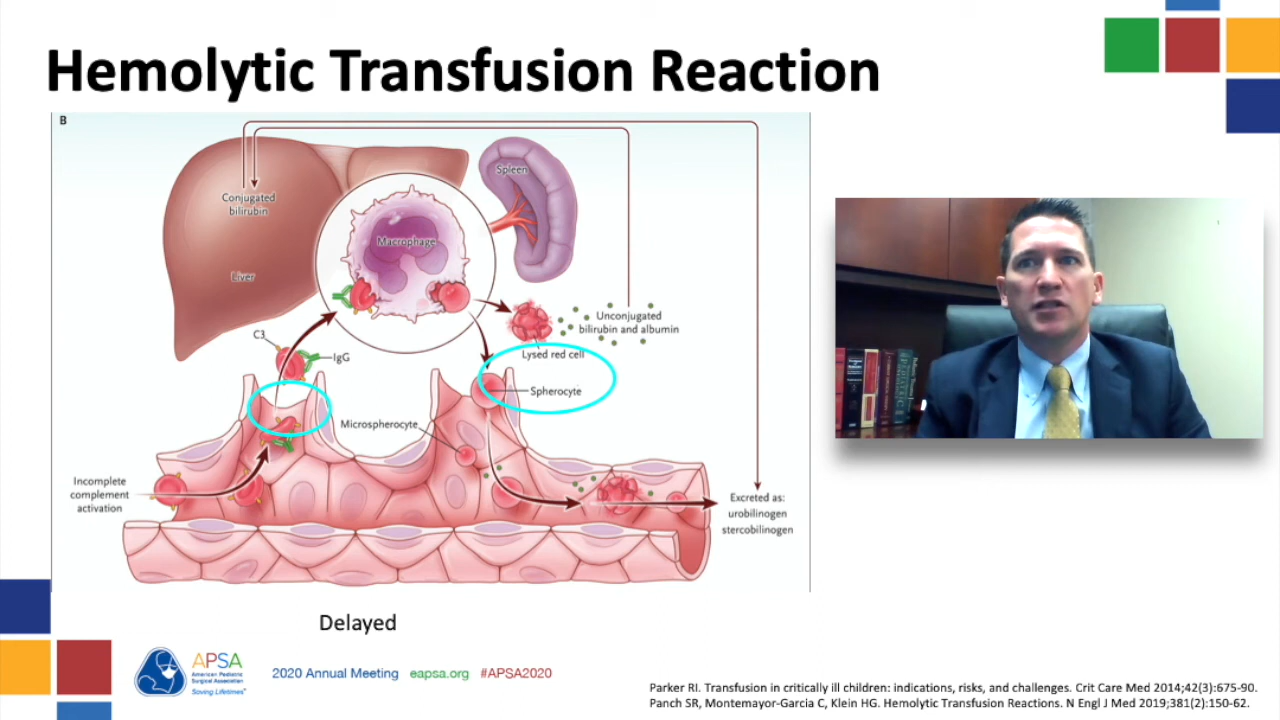 Hemolytic Transfusion Reaction
B
Conjugated
bilirubin
Liver
Macrophage
Spleen
Unconjugated
bilirubin and albumin
C3
IgG
Lysed red cell
Spherocyte
Microspherocyte
Incomplete
complement
activation
Excreted as:
urobilinogen
stercobilinogen
Delayed
APSA
American Pediatric
Surgical Association
Saving Lifetimes
2020 Annual Meeting eapsa.org #APSA2020
Parker RI. Transfusion in critically ill children: indications, risks, and challenges. Crit Care Med 2014;42(3):675-90.
Panch SR, Montemayor-Garcia C, Klein HG. Hemolytic Transfusion Reactions. N Engl J Med 2019;381(2):150-62.